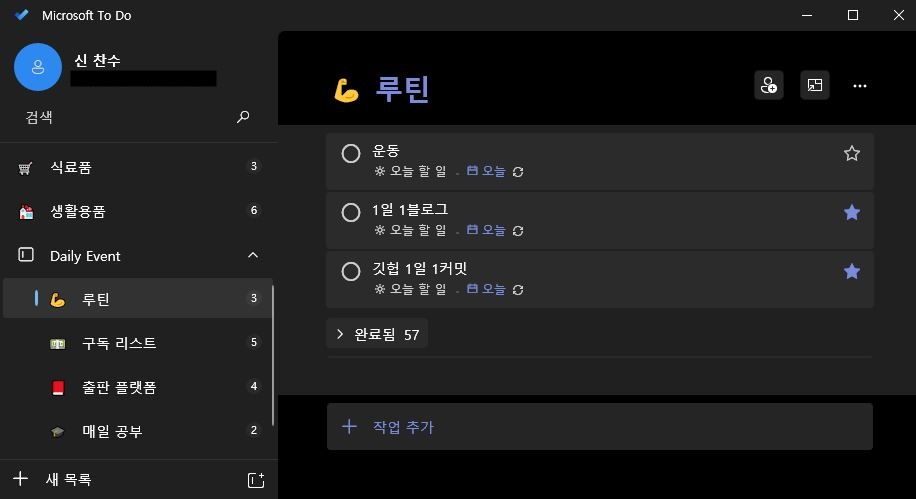 Microsoft To Do
신 찬수
검색
식료품 3
생활용품 6
Daily Event
루틴 3
구독 리스트 5
출판 플랫폼 4
매일 공부 2
새 목록
루틴
운동
오늘 할 일 오늘
1일 1블로그
오늘 할 일 오늘
깃헙 1일 1커밋
오늘 할 일 오늘
완료됨 57
작업 추가